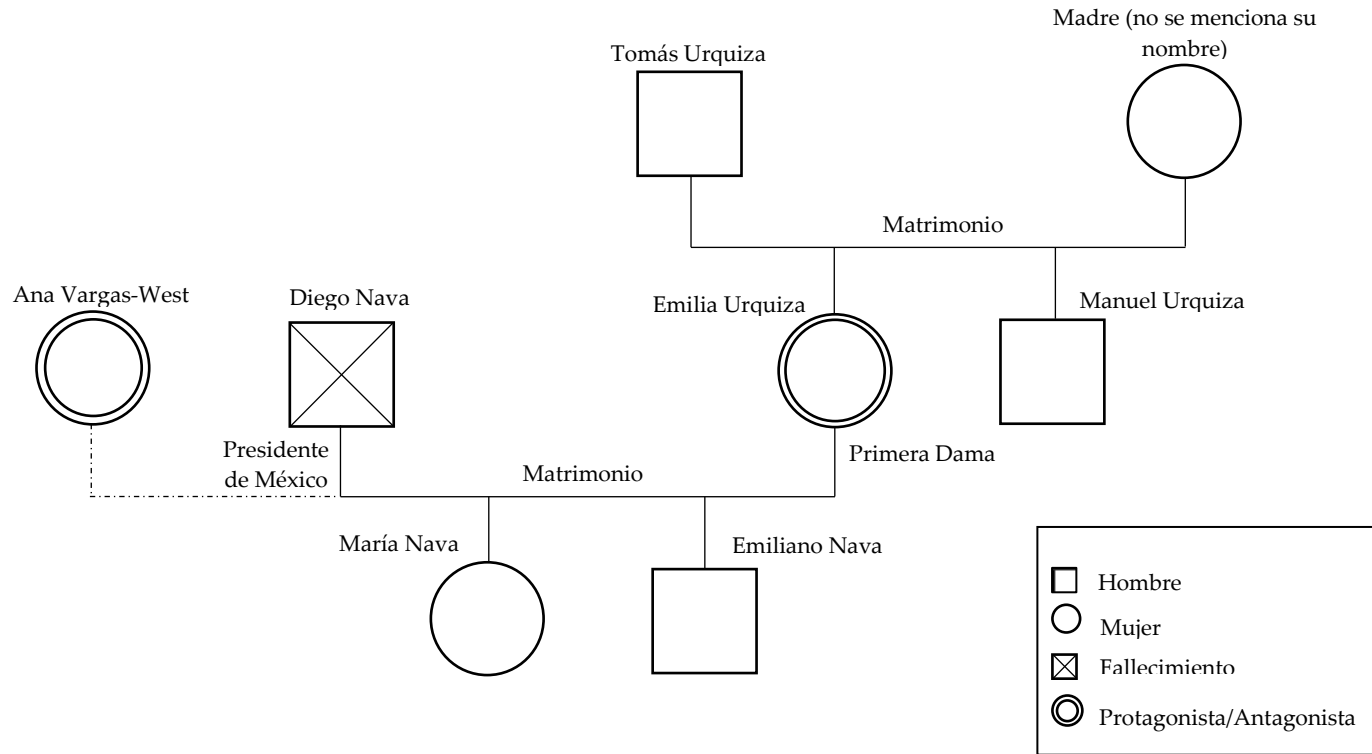 Madre (no se menciona su
nombre)
Tomás Urquiza
Matrimonio
Ana Vargas-West
Diego Nava
Emilia Urquiza
Manuel Urquiza
Presidente
de México
Matrimonio
Primera Dama
María Nava
Emiliano Nava
Hombre
Mujer
Fallecimiento
Protagonista/Antagonista